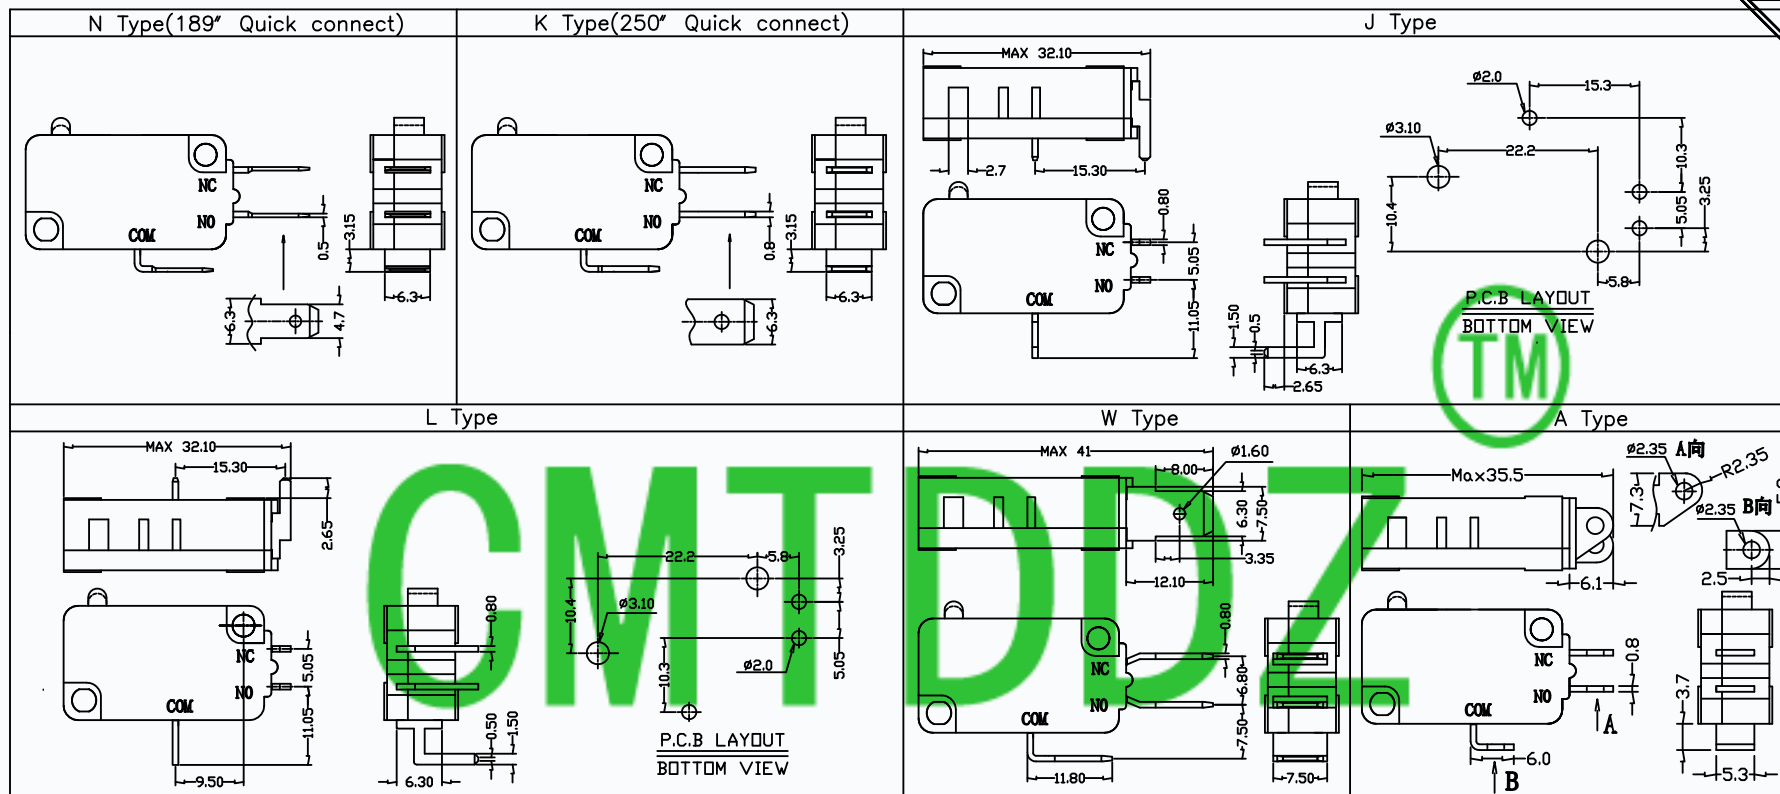 N Type(189″ Quick connect)
K Type(250″ Quick connect)
J Type
NC
NO
COM
0.5
3.15
6.3
6.3
4.7
NC
NO
COM
0.8
3.15
6.3
6.3
MAX 32.10
2.7
15.30
NC
NO
COM
0.80
5.05
11.05
1.50
0.5
6.3
2.65
ø2.0
15.3
ø3.10
22.2
10.3
10.4
5.05
3.25
5.8
P.C.B LAYOUT
BOTTOM VIEW
TM
L Type
W Type
A Type
MAX 32.10
15.30
2.65
NC
NO
COM
5.05
11.05
9.50
0.80
0.50
1.50
6.30
22.2
5.8
3.25
10.4
ø3.10
10.3
ø2.0
5.05
P.C.B LAYOUT
BOTTOM VIEW
CMTDDZ
MAX 41
8.00
ø1.60
6.30
7.50
3.35
12.10
NC
NO
COM
0.80
6.80
7.50
11.80
7.50
Max35.5
6.1
ø2.35
A向
R2.35
7.3
B向
ø2.35
2.5
NC
NO
COM
0.8
A
6.0
B
3.7
5.3